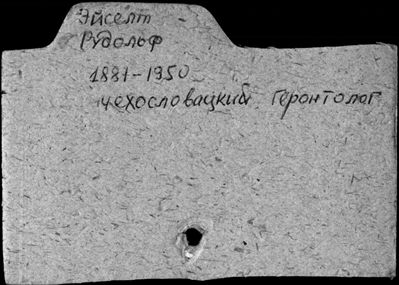 Эйселт
Рудольф
1881-1950
чехословацкий геронтолог